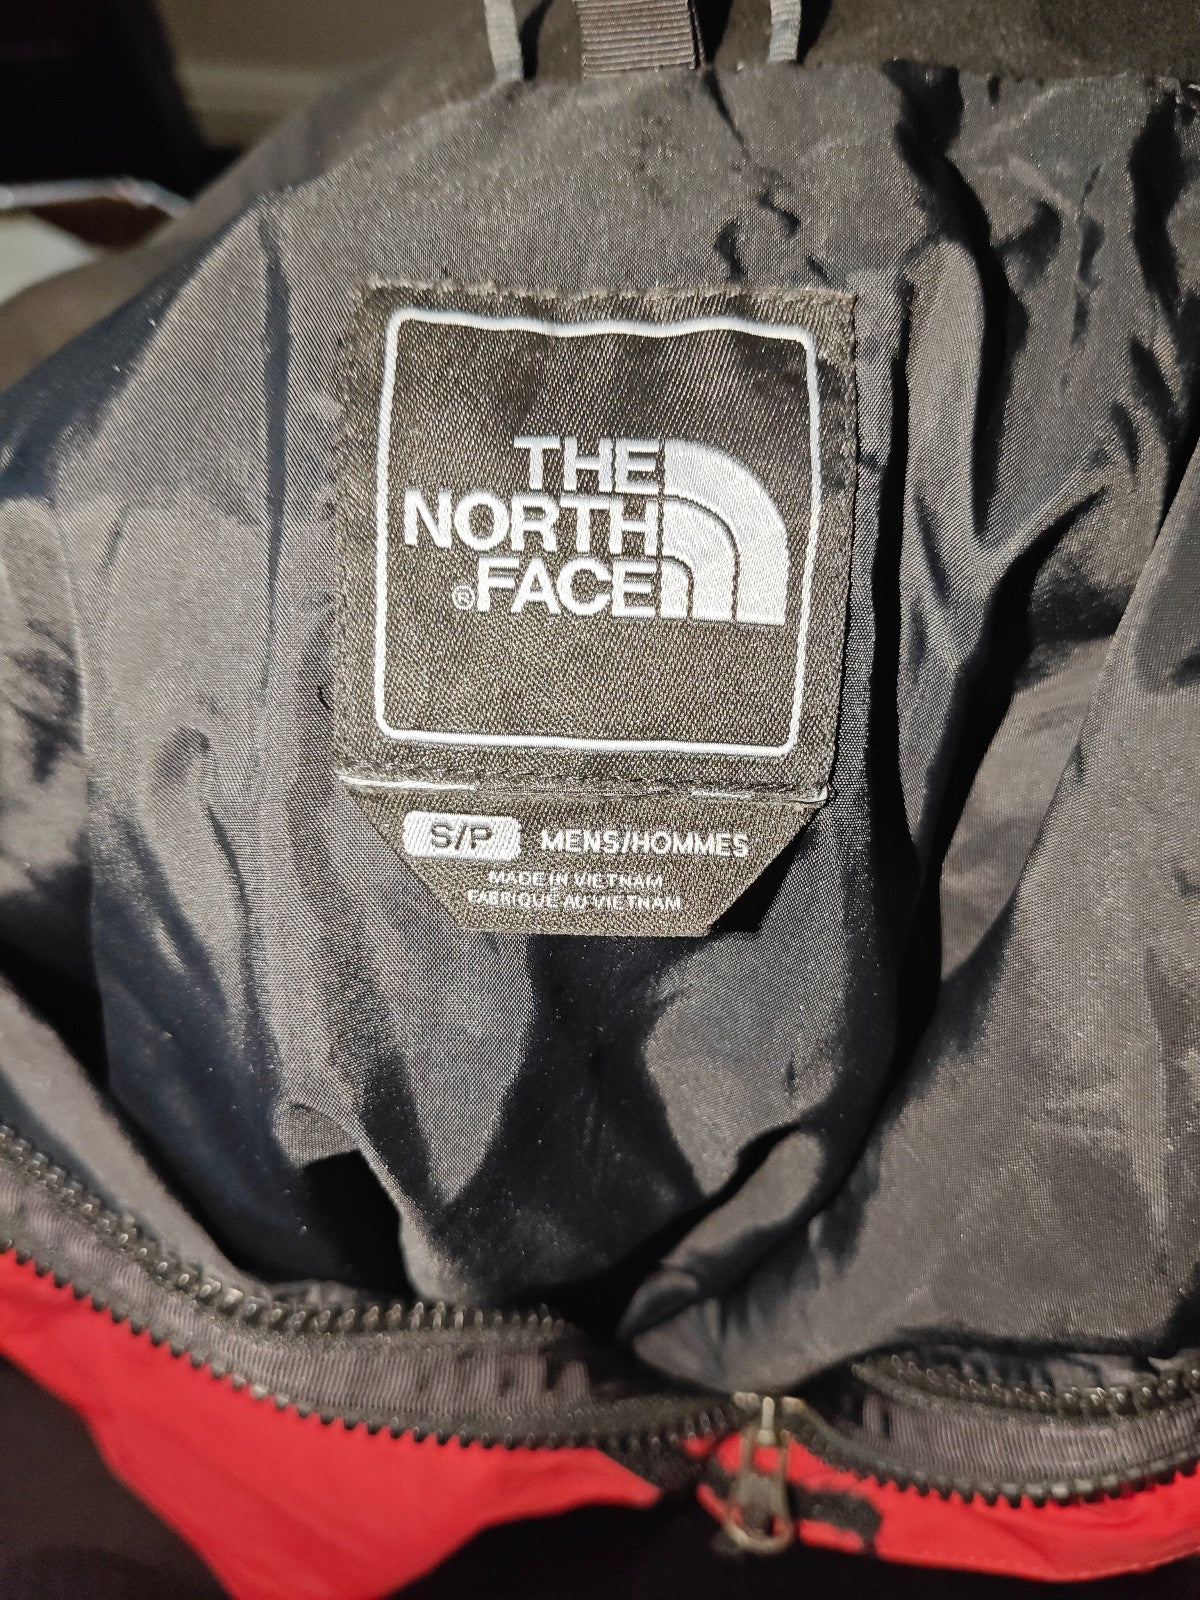 THE
NORTH
®FACE
S/P MENS/HOMMES
MADE IN VIETNAM
FABRIQUE AU VIETNAM